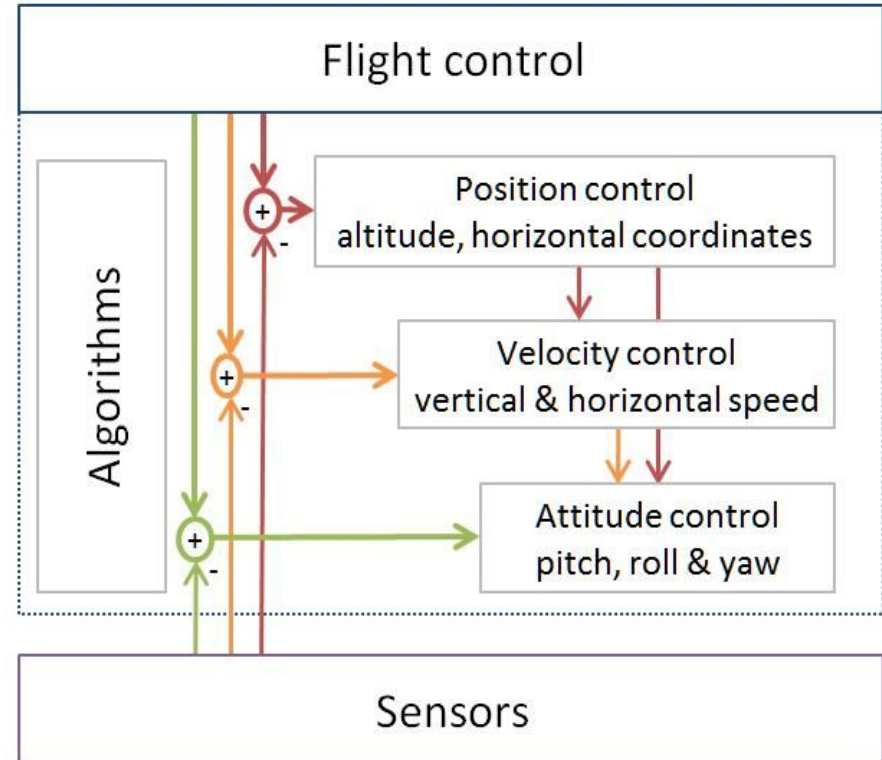 Flight control
Algorithms
+
-
Position control
altitude, horizontal coordinates
+
-
Velocity control
vertical & horizontal speed
+
-
Attitude control
pitch, roll & yaw
Sensors